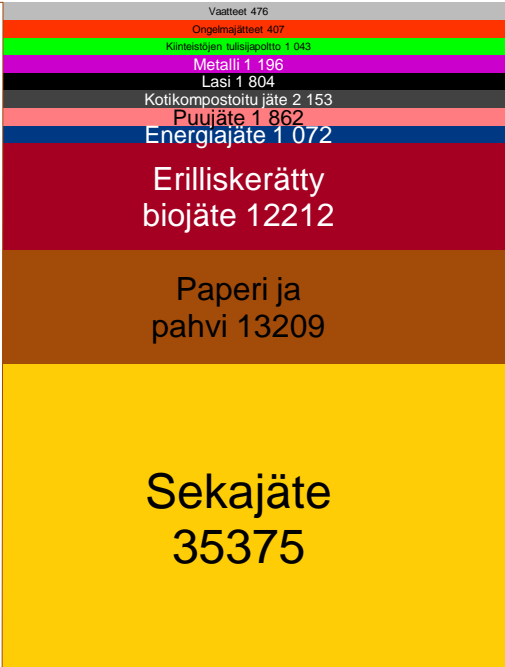 Vaatteet 476
Ongelmajätteet 407
Kiinteistöjen tulisijapoltto 1 043
Metalli 1 196
Lasi 1 804
Kotikompostoitu jäte 2 153
Puujäte 1 862
Energiajäte 1 072
Erilliskerätty
biojäte 12212
Paperi ja
pahvi 13209
Sekajäte
35375